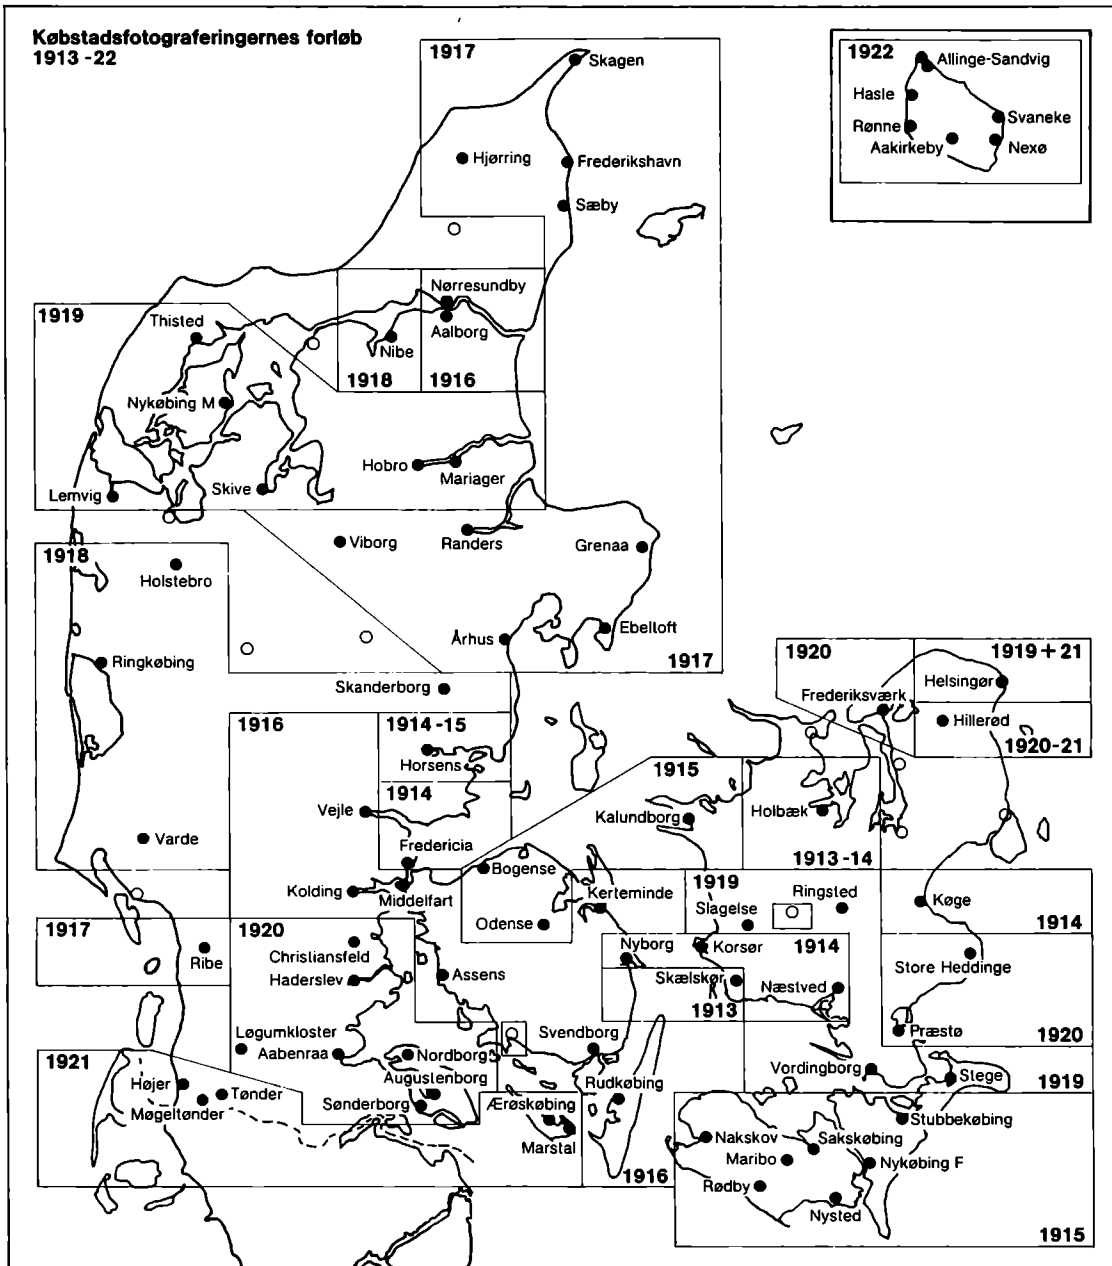 Købstadsfotograferingernes forløb
1913-22
1917
Skagen
Hjørring
Frederikshavn
Sæby
1922
Allinge-Sandvig
Hasle
Svaneke
Rønne
Aakirkeby
Nexø
1919
Thisted
Nykøbing M
Lemvig
Skive
Nørresundby
Aalborg
Nibe
1918
1916
Hobro
Mariager
Viborg
Randers
Grenaa
Århus
Ebelloft
1917
1918
Holstebro
Ringkøbing
Skanderborg
Varde
1916
1914-15
Horsens
1914
Vejle
Fredericia
Kolding
Middelfart
Bogense
Odense
Kerteminde
1915
Kalundborg
1920
Frederiksværk
1919+21
Helsingør
Hillerød
1920-21
Holbæk
1913-14
1919
Ringsted
Slagelse
Køge
1914
1917
Ribe
1920
Christiansfeld
Haderslev
Assens
Nyborg
Korsør
1914
Skælskør
Næstved
1913
Store Heddinge
Præstø
1920
Løgumkloster
Aabenraa
Nordborg
Augustenborg
Sønderborg
Svendborg
Rudkøbing
Vordingborg
Stege
1919
1921
Højer
Tønder
Møgeltønder
Ærøskøbing
Marstal
1916
Stubbekøbing
Nakskov
Sakskøbing
Maribo
Nykøbing F
Rødby
Nysted
1915